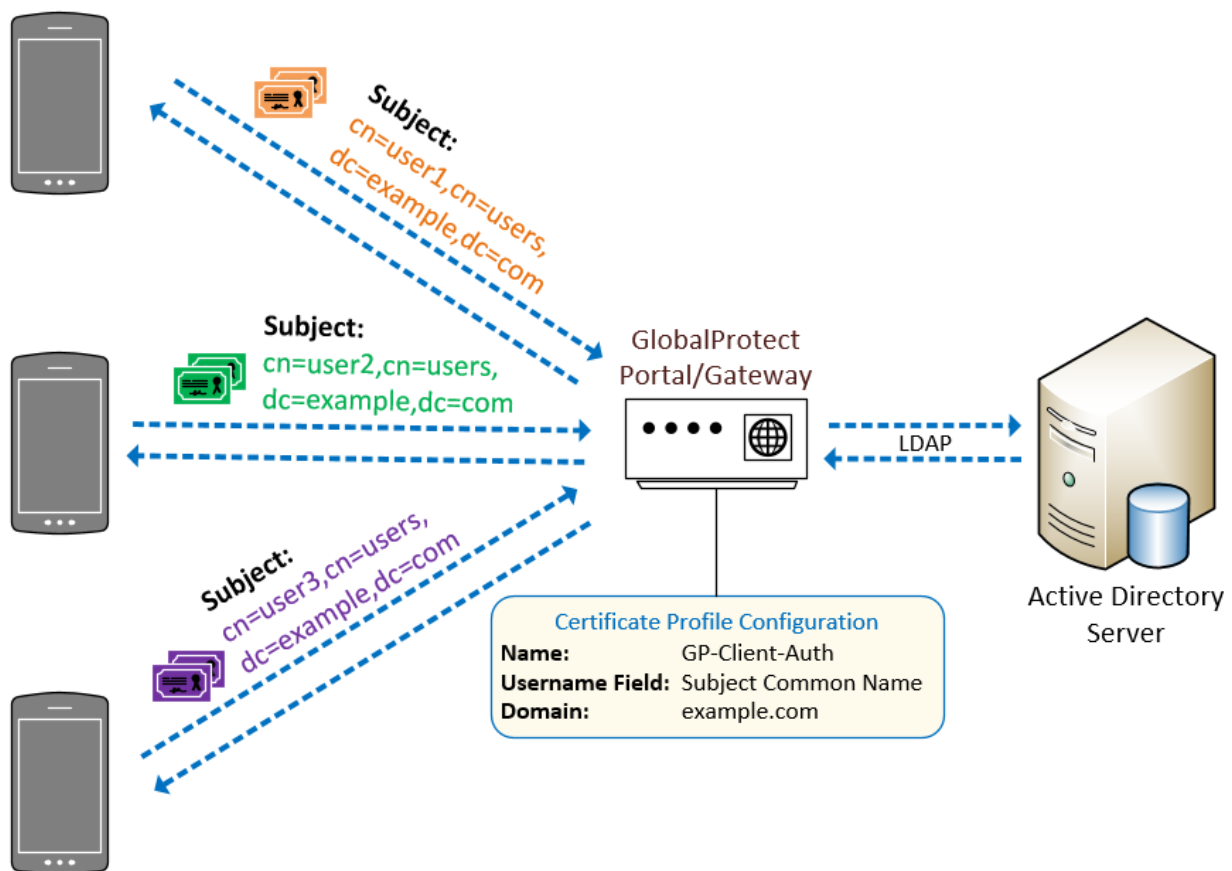 Subject:
cn=user1,cn=users,
dc=example,dc=com
Subject:
cn=user2,cn=users,
dc=example,dc=com
GlobalProtect
Portal/Gateway
LDAP
Subject:
cn=user3,cn=users,
dc=example,dc=com
Active Directory
Server
Certificate Profile Configuration
Name: GP-Client-Auth
Username Field: Subject Common Name
Domain: example.com